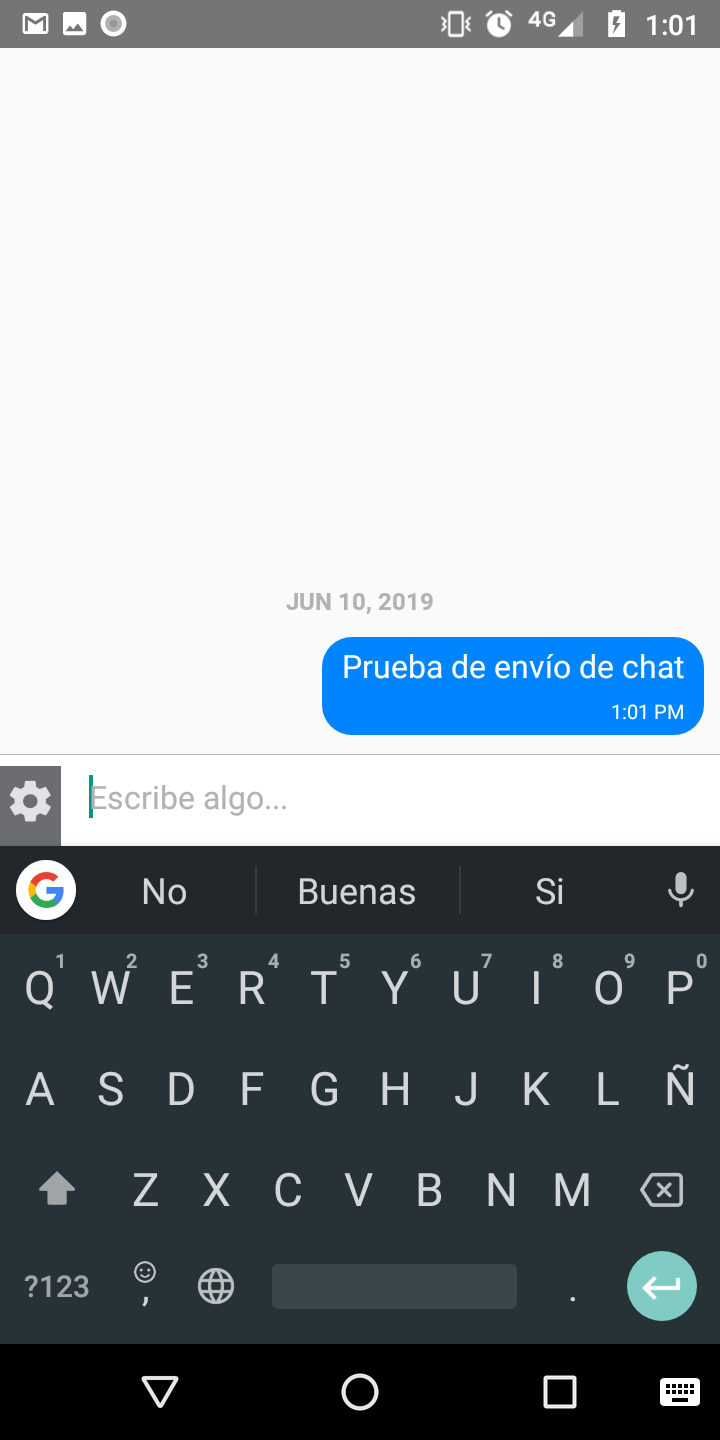 4G 1:01
JUN 10, 2019
Prueba de envío de chat
1:01 PM
Escribe algo...
G No Buenas Si
Q1 W2 E3 R4 T5 Y6 U7 I8 O9 P0
A S D F G H J K L Ñ
Z X C V B N M
?123 , .